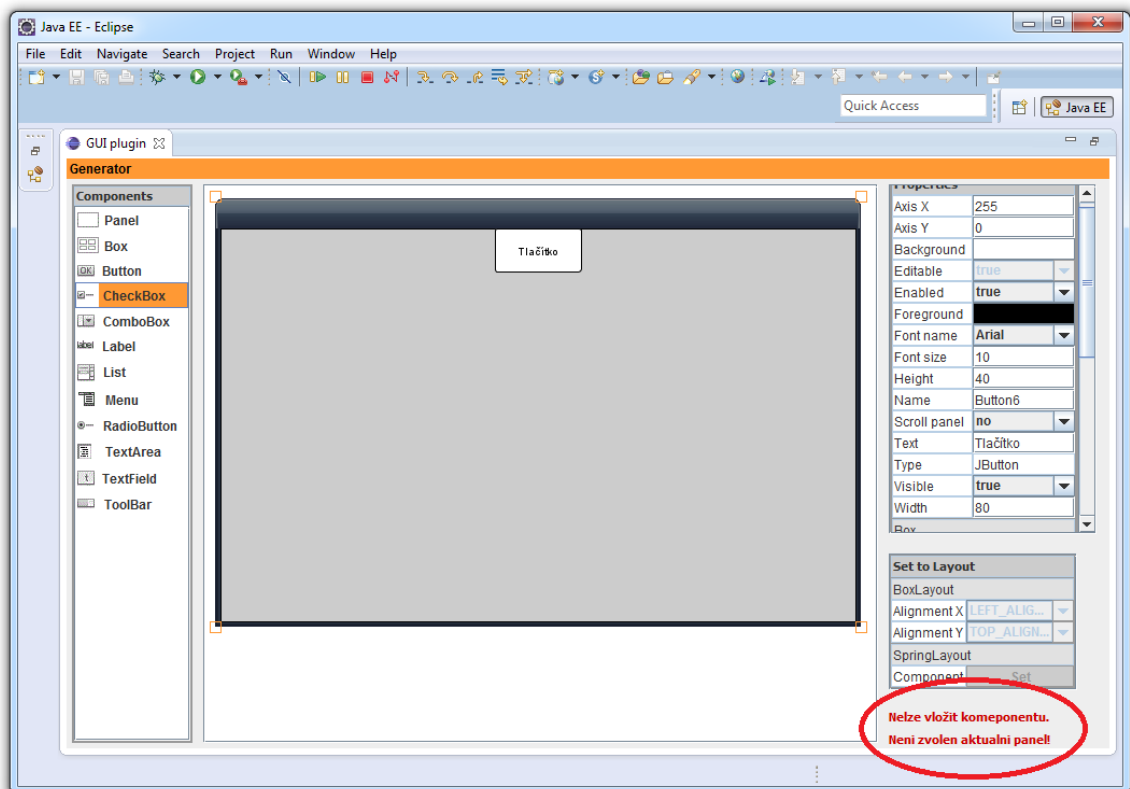 Java EE - Eclipse
File Edit Navigate Search Project Run Window Help
Quick Access
Java EE
GUI plugin
Generator
Components
Panel
Box
OK Button
CheckBox
ComboBox
label Label
List
Menu
RadioButton
TextArea
t TextField
ToolBar
Tlačítko
Properties
Axis X 255
Axis Y 0
Background
Editable true
Enabled true
Foreground
Font name Arial
Font size 10
Height 40
Name Button6
Scroll panel no
Text Tlačítko
Type JButton
Visible true
Width 80
Box
Set to Layout
BoxLayout
Alignment X LEFT_ALIG...
Alignment Y TOP_ALIGN...
SpringLayout
Component Set
Nelze vložit komeponentu.
Neni zvolen aktualni panel!